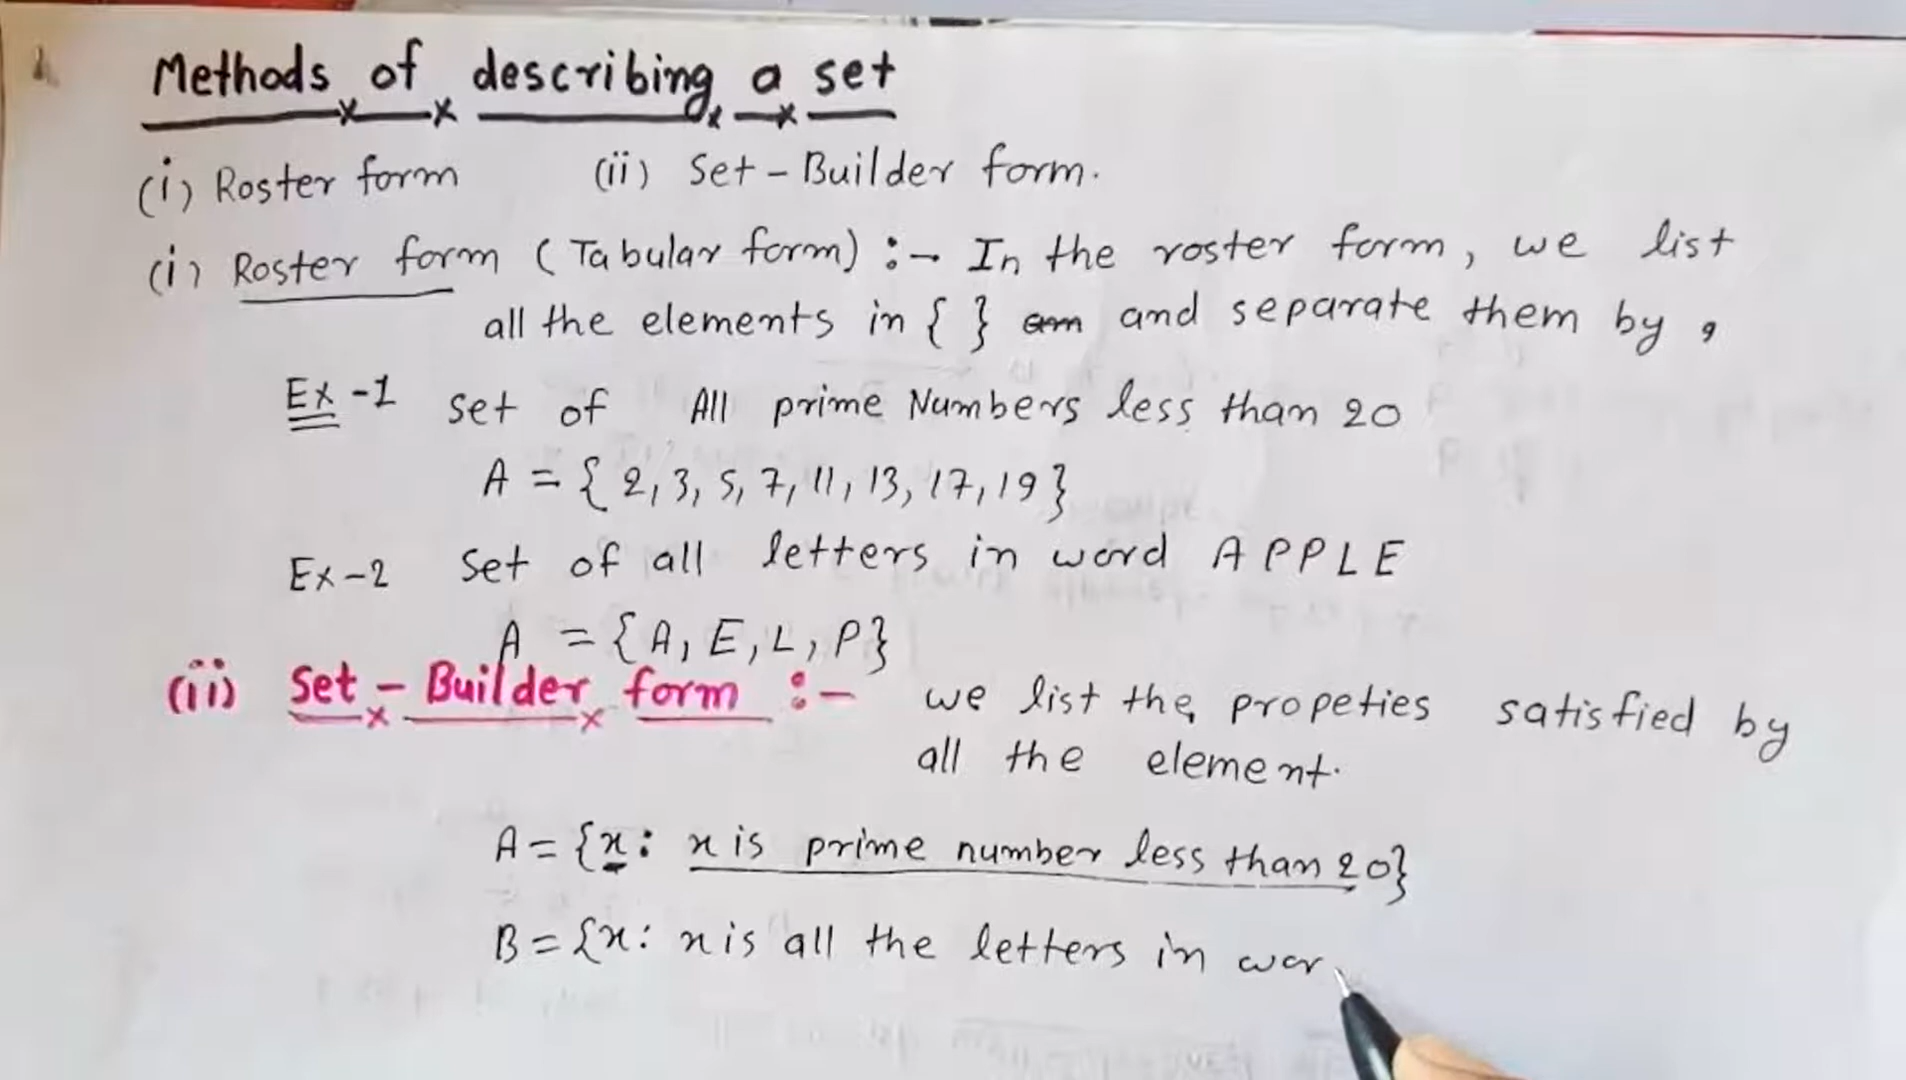 Methods of describing a set
(i) Roster form (ii) Set-Builder form.
(i) Roster form (Tabular form) :- In the roster form, we list
all the elements in { } and separate them by ,
Ex-1 set of All prime Numbers less than 20
A = { 2, 3, 5, 7, 11, 13, 17, 19 }
Ex-2 set of all letters in word APPLE
A = {A, E, L, P}
(ii) Set-Builder form :- we list the propeties satisfied by
all the element.
A = {x: x is prime number less than 20}
B = {x: x is all the letters in wor